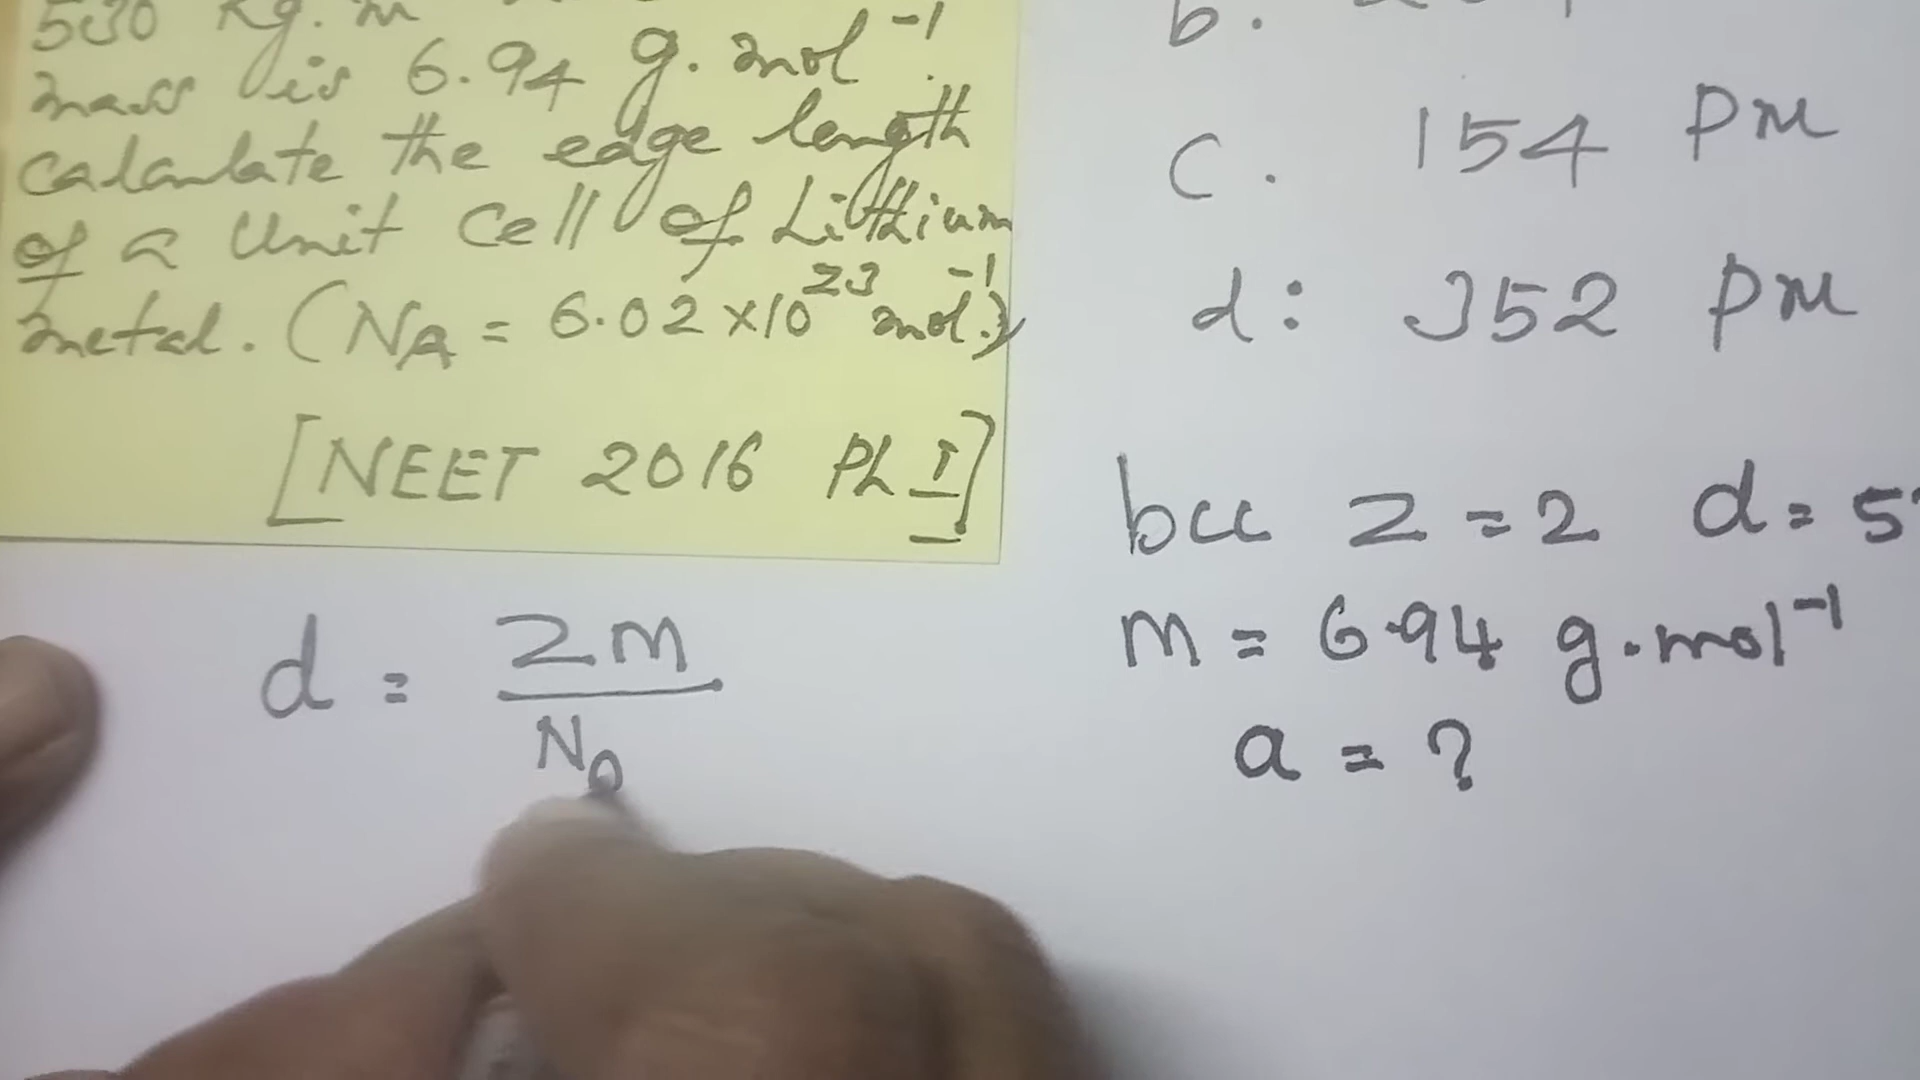 530 kg. m
mass is 6.94 g. mol⁻¹.
calculate the edge length
of a Unit Cell of Lithium
metal. (NA = 6.02 ×10²³ mol⁻¹.)
[NEET 2016 Ph I]
b.
c. 154 pm
d: 352 pm
bcc Z = 2 d = 5
m = 6.94 g.mol⁻¹
a = ?
d = ZM
N₀